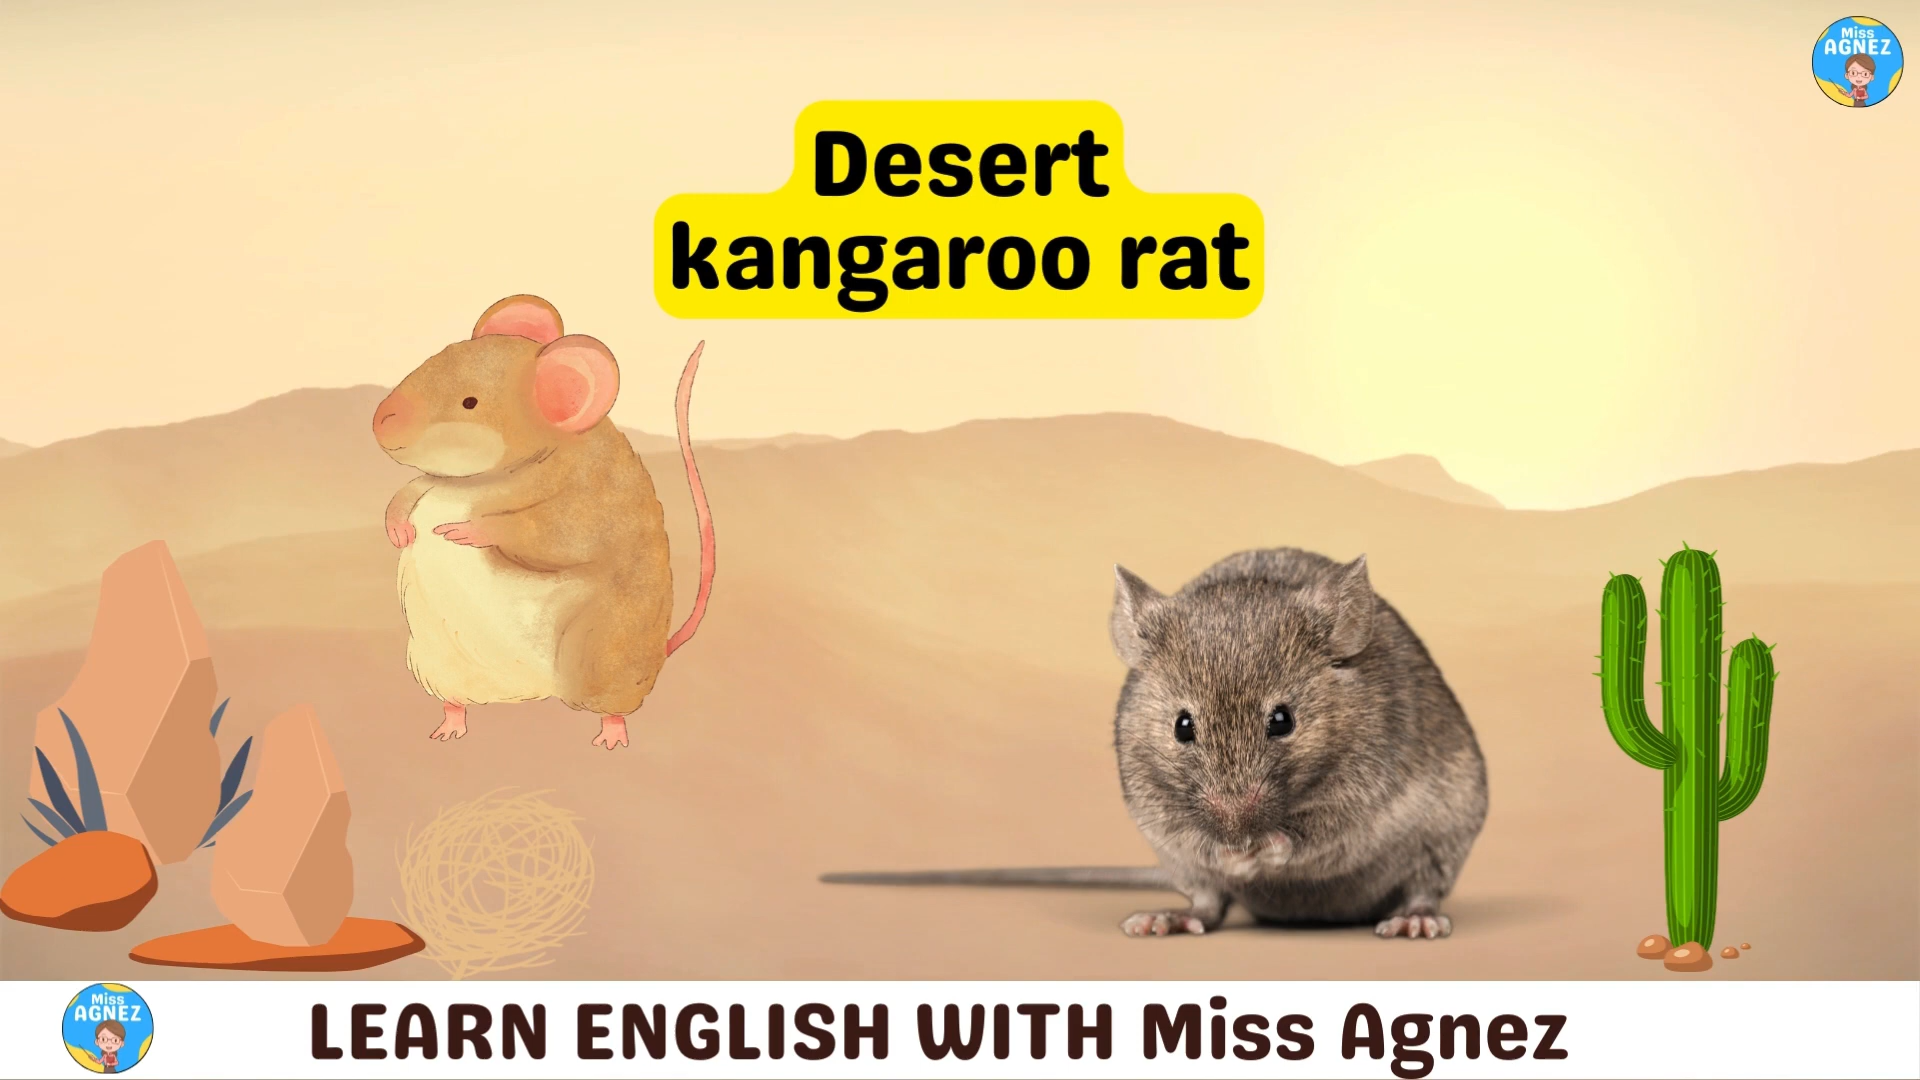 Miss
AGNEZ
Desert
kangaroo rat
Miss
AGNEZ
LEARN ENGLISH WITH Miss Agnez